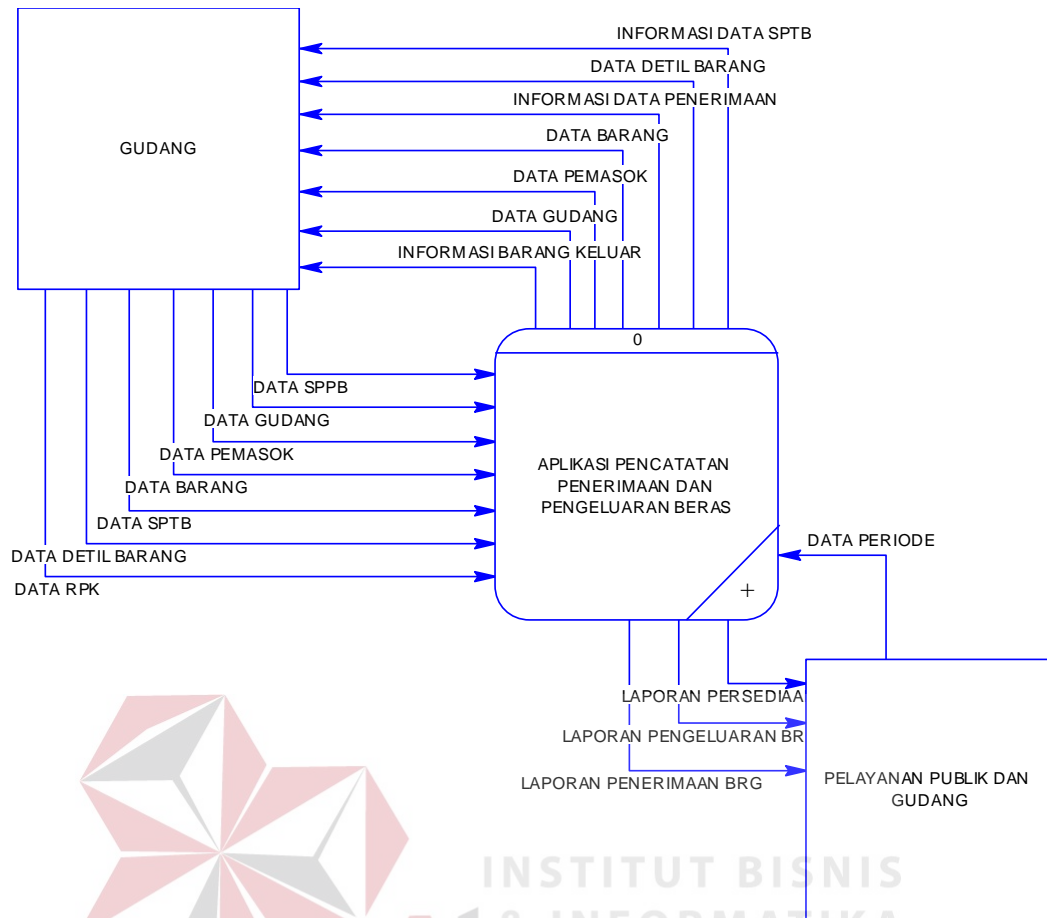 INFORMASI DATA SPTB
DATA DETIL BARANG
INFORMASI DATA PENERIMAAN
DATA BARANG
DATA PEMASOK
DATA GUDANG
INFORMASI BARANG KELUAR
GUDANG
0
DATA SPPB
DATA GUDANG
DATA PEMASOK
DATA BARANG
DATA SPTB
DATA DETIL BARANG
DATA RPK
APLIKASI PENCATATAN
PENERIMAAN DAN
PENGELUARAN BERAS
+
DATA PERIODE
LAPORAN PERSEDIAA
LAPORAN PENGELUARAN BR
LAPORAN PENERIMAAN BRG
PELAYANAN PUBLIK DAN
GUDANG
INSTITUT BISNIS
& INFORMATIKA